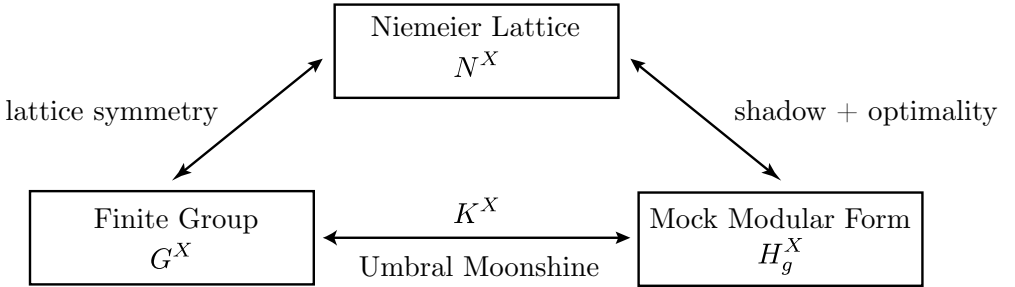 Niemeier Lattice
N^X
lattice symmetry
shadow + optimality
Finite Group
G^X
K^X
Umbral Moonshine
Mock Modular Form
H_g^X